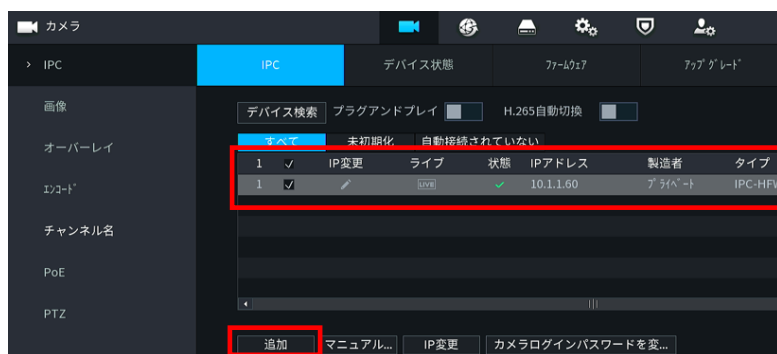 カメラ
IPC
IPC デバイス状態 ファームウェア アップグレード
画像
デバイス検索 プラグアンドプレイ H.265自動切換
オーバーレイ
すべて 未初期化 自動接続されていない
1 IP変更 ライブ 状態 IPアドレス 製造者 タイプ
1 LIVE 10.1.1.60 プライベート IPC-HFW
エンコード
チャンネル名
PoE
PTZ
追加 マニュアル... IP変更 カメラログインパスワードを変...